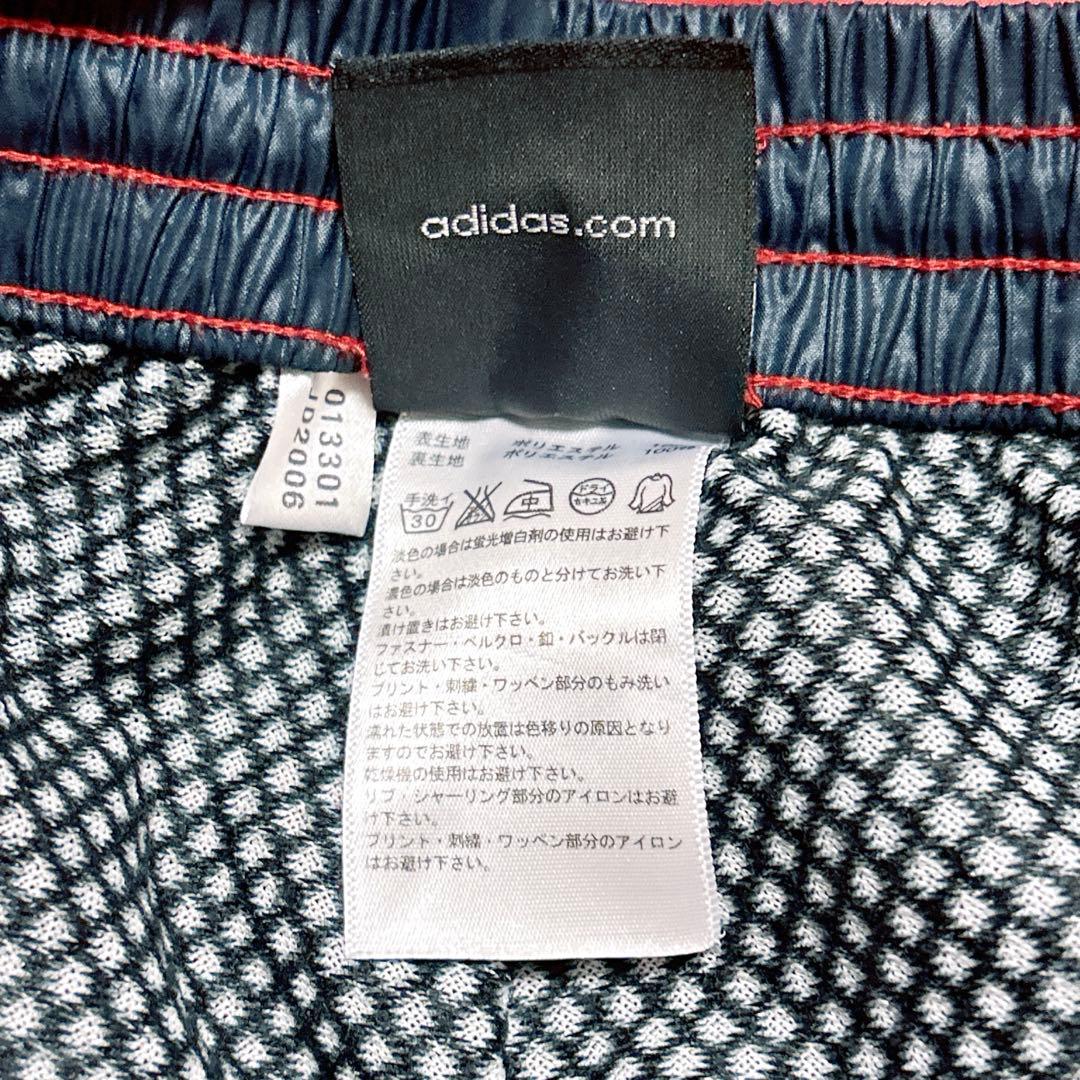 adidas.com
013301
表生地 ポリエステル
裏生地 ポリエステル 100%
手洗イ
30
中
ドライ
セキユ系
淡色の場合は蛍光増白剤の使用はお避け下
さい。
濃色の場合は淡色のものと分けてお洗い下
さい。
漬け置きはお避け下さい。
ファスナー・ベルクロ・釦・バックルは閉
じてお洗い下さい。
プリント・刺繍・ワッペン部分のもみ洗い
はお避け下さい。
濡れた状態での放置は色移りの原因となり
ますのでお避け下さい。
乾燥機の使用はお避け下さい。
リブ・シャーリング部分のアイロンはお避
け下さい。
プリント・刺繍・ワッペン部分のアイロン
はお避け下さい。